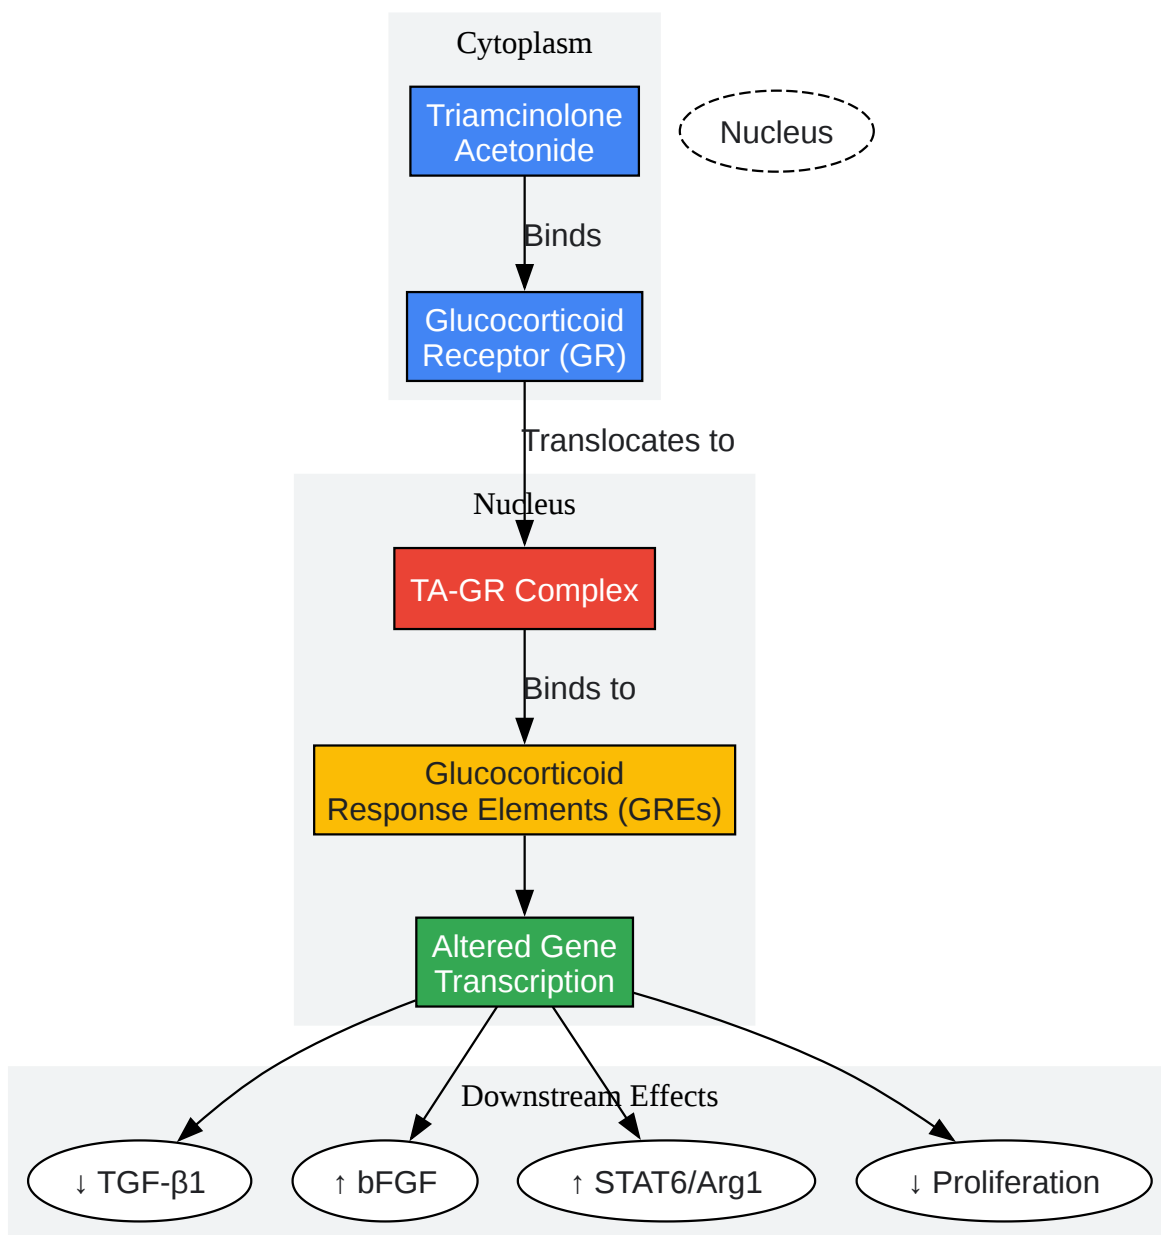 Cytoplasm
Triamcinolone
Acetonide
Nucleus
Binds
Glucocorticoid
Receptor (GR)
Translocates to
Nucleus
TA-GR Complex
Binds to
Glucocorticoid
Response Elements (GREs)
Altered Gene
Transcription
Downstream Effects
↓ TGF-β1
↑ bFGF
↑ STAT6/Arg1
↓ Proliferation